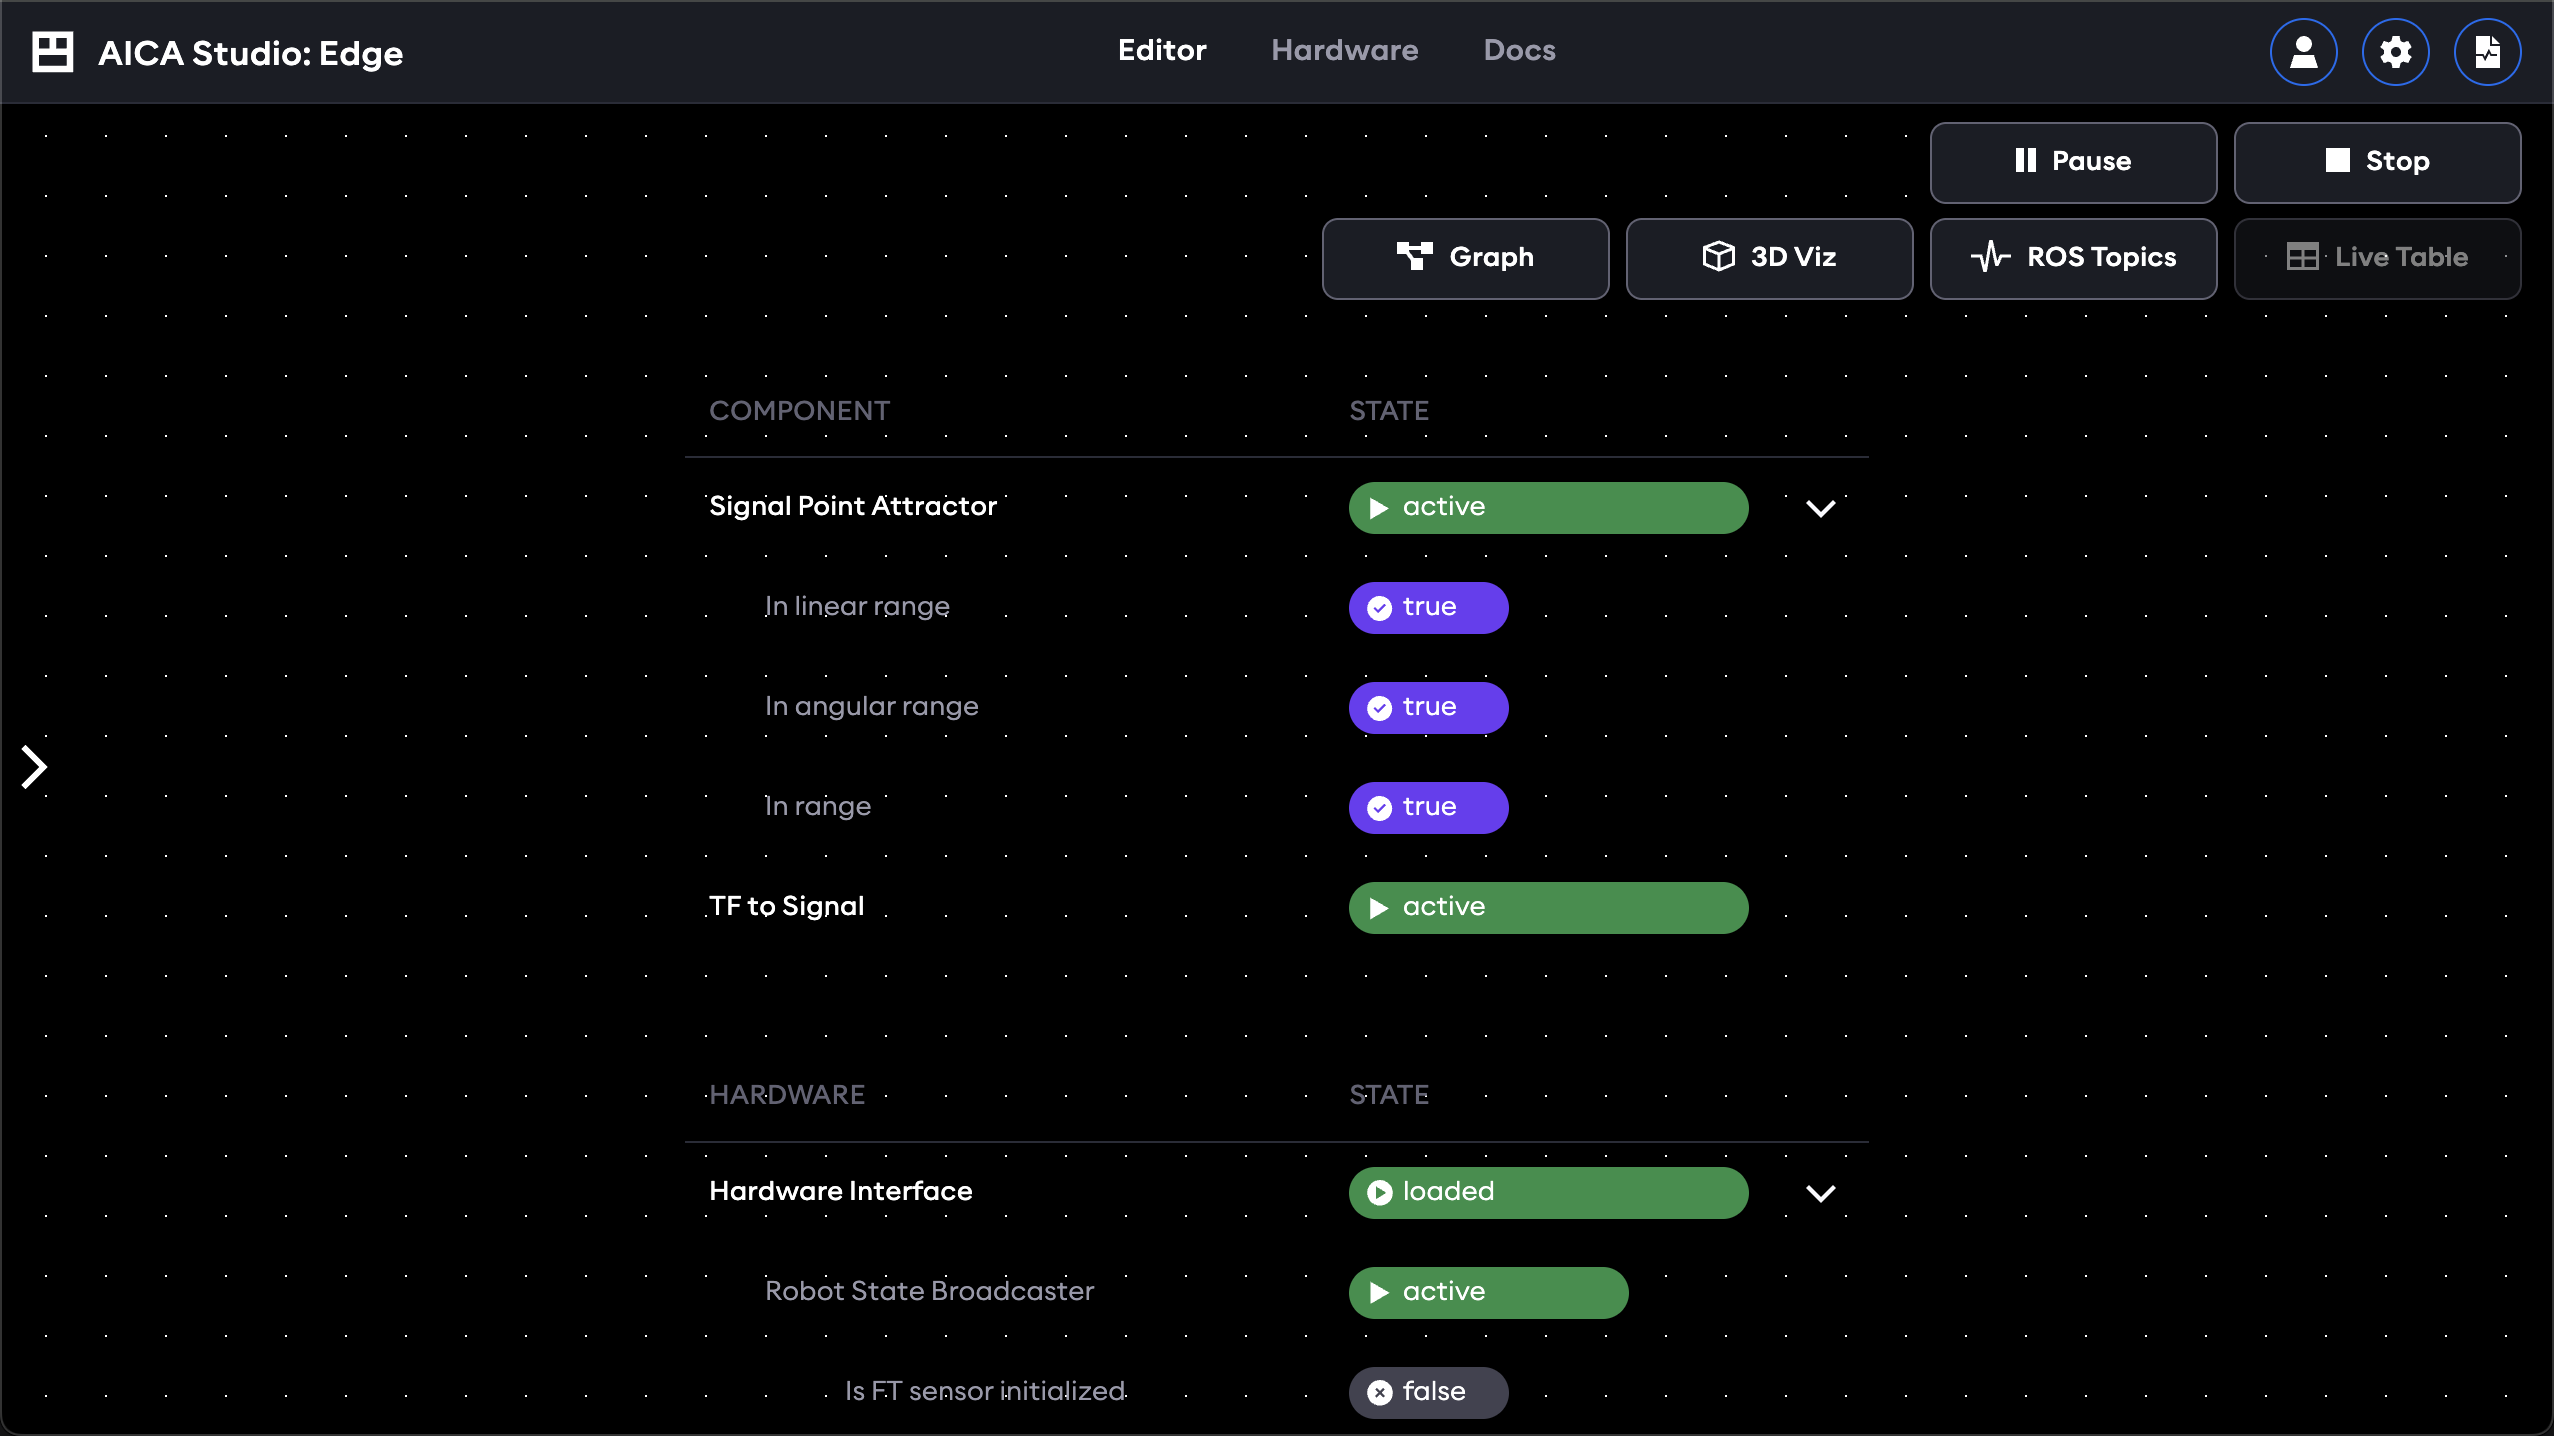 AICA Studio: Edge
Editor Hardware Docs
Pause Stop
Graph 3D Viz ROS Topics Live Table
COMPONENT STATE
Signal Point Attractor active
In linear range true
In angular range true
In range true
TF to Signal active
HARDWARE STATE
Hardware Interface loaded
Robot State Broadcaster active
Is FT sensor initialized false